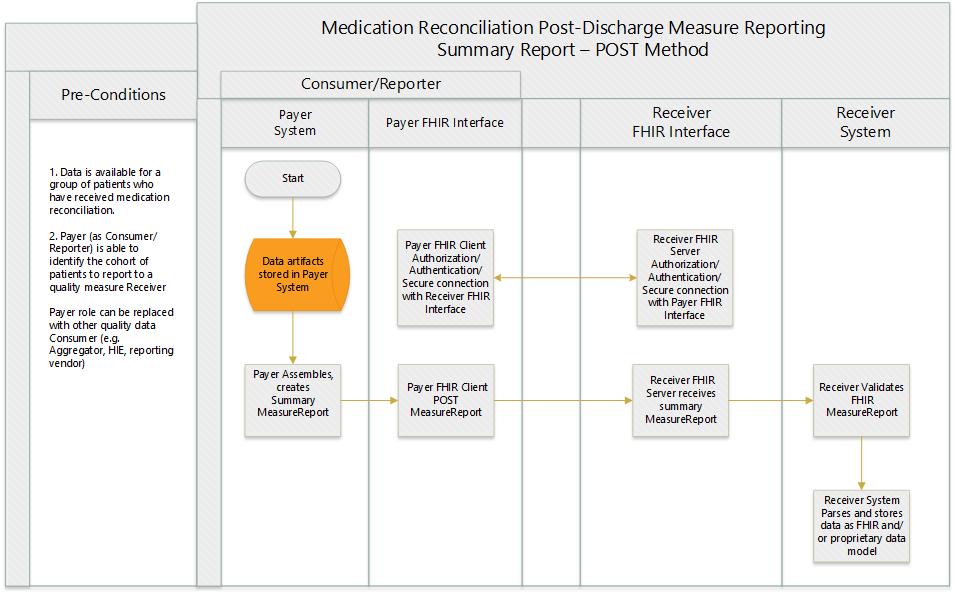 Medication Reconciliation Post-Discharge Measure Reporting
Summary Report – POST Method
Consumer/Reporter
Pre-Conditions
Payer
System
Payer FHIR Interface
Receiver
FHIR Interface
Receiver
System
1. Data is available for a
group of patients who
have received medication
reconciliation.
2. Payer (as Consumer/
Reporter) is able to
identify the cohort of
patients to report to a
quality measure Receiver
Payer role can be replaced
with other quality data
Consumer (e.g.
Aggregator, HIE, reporting
vendor)
Start
Data artifacts
stored in Payer
System
Payer FHIR Client
Authorization/
Authentication/
Secure connection
with Receiver FHIR
Interface
Receiver FHIR
Server
Authorization/
Authentication/
Secure connection
with Payer FHIR
Interface
Payer Assembles,
creates
Summary
MeasureReport
Payer FHIR Client
POST
MeasureReport
Receiver FHIR
Server receives
summary
MeasureReport
Receiver Validates
FHIR
MeasureReport
Receiver System
Parses and stores
data as FHIR and/
or proprietary data
model